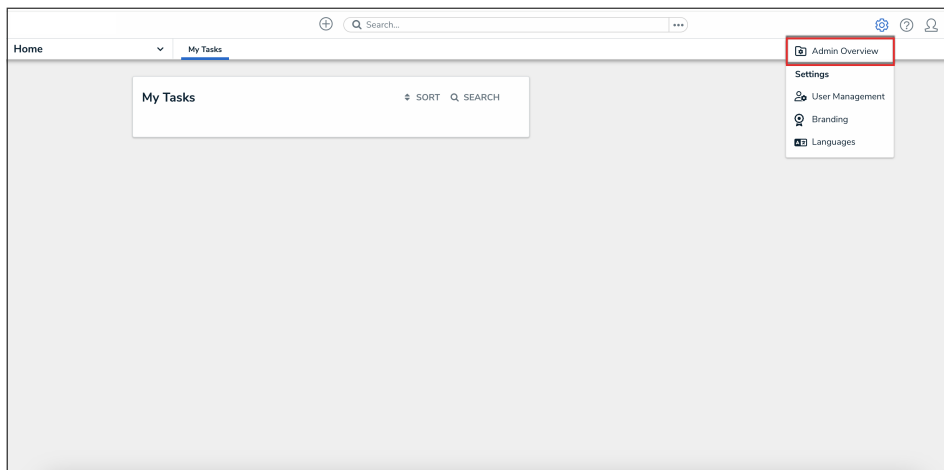 Search...
Home
My Tasks
Admin Overview
Settings
User Management
Branding
Languages
My Tasks
SORT
SEARCH